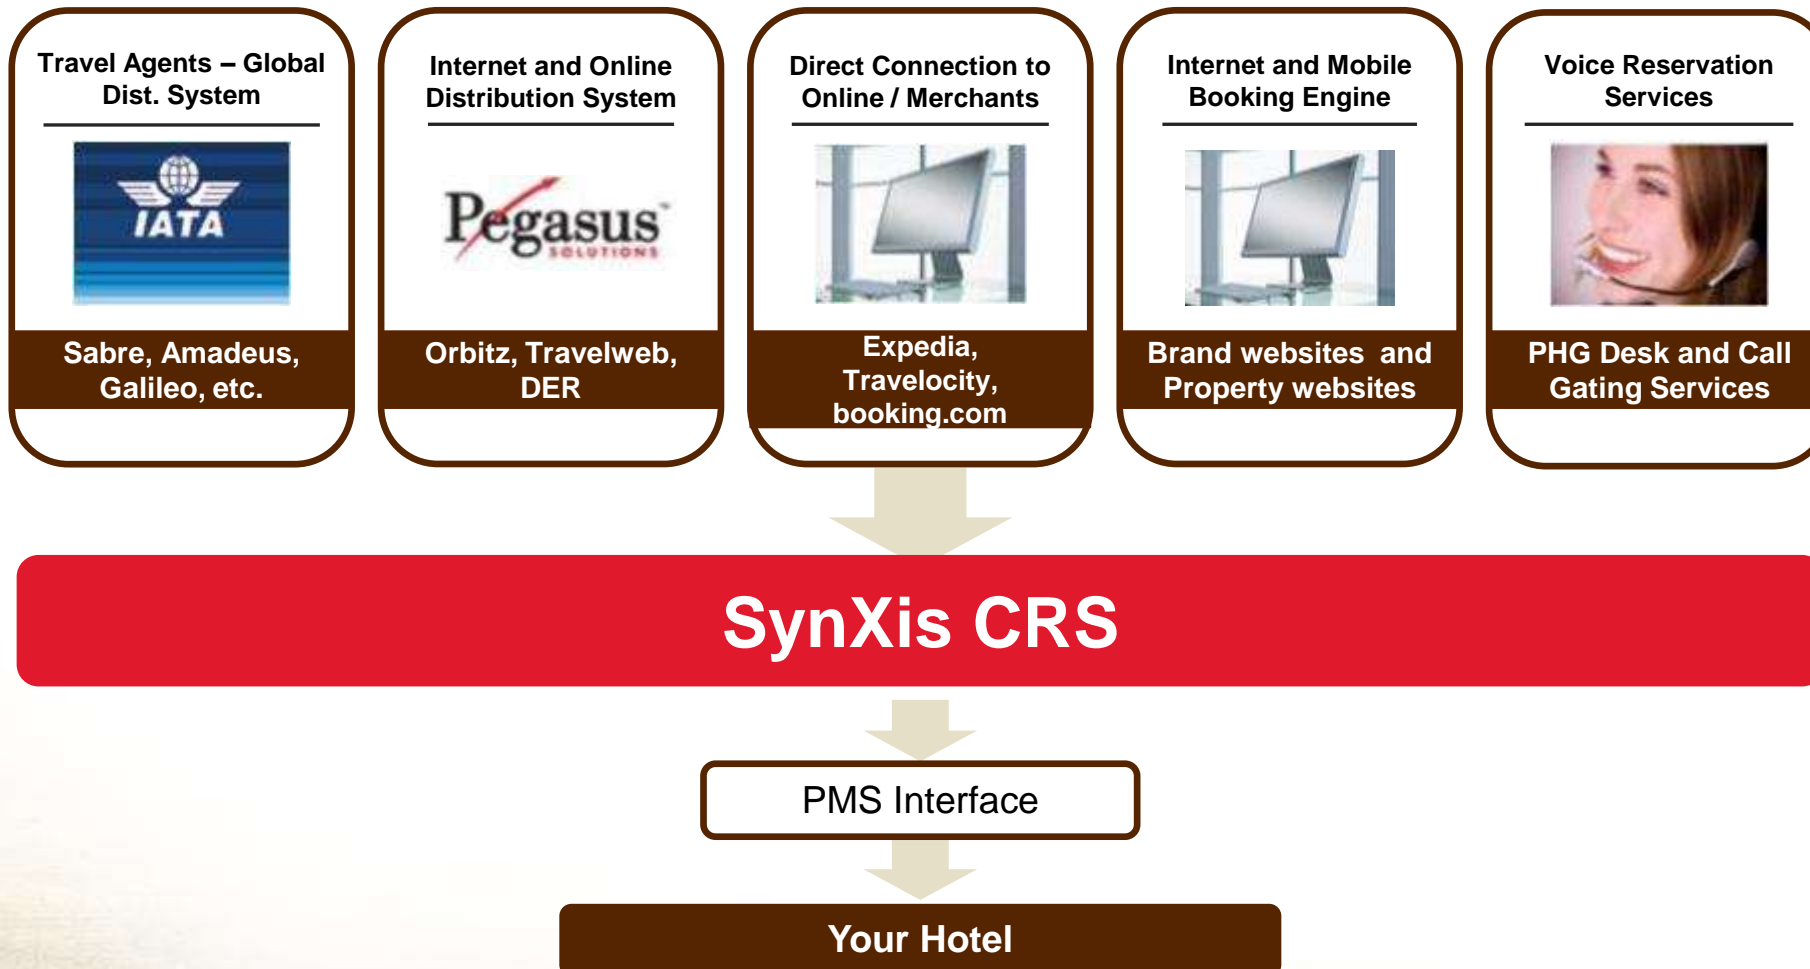 Travel Agents – Global
Dist. System
IATA
Sabre, Amadeus,
Galileo, etc.
Internet and Online
Distribution System
Pegasus™
SOLUTIONS
Orbitz, Travelweb,
DER
Direct Connection to
Online / Merchants
Expedia,
Travelocity,
booking.com
Internet and Mobile
Booking Engine
Brand websites and
Property websites
Voice Reservation
Services
PHG Desk and Call
Gating Services
SynXis CRS
PMS Interface
Your Hotel